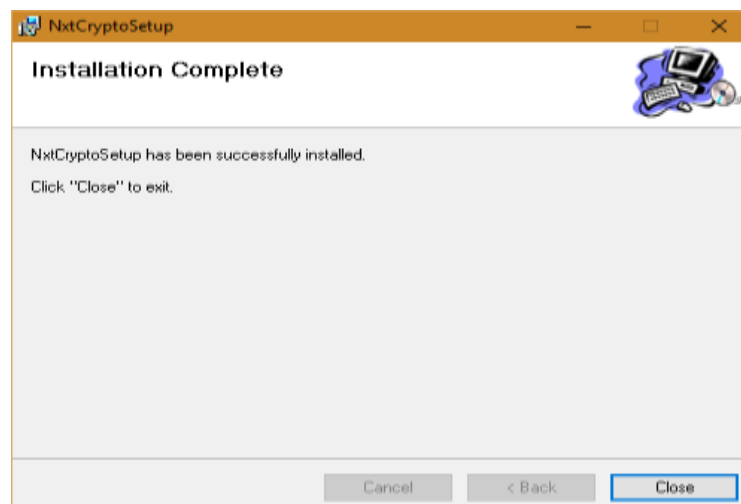 NxtCryptoSetup
Installation Complete
NxtCryptoSetup has been successfully installed.
Click "Close" to exit.
Cancel
< Back
Close